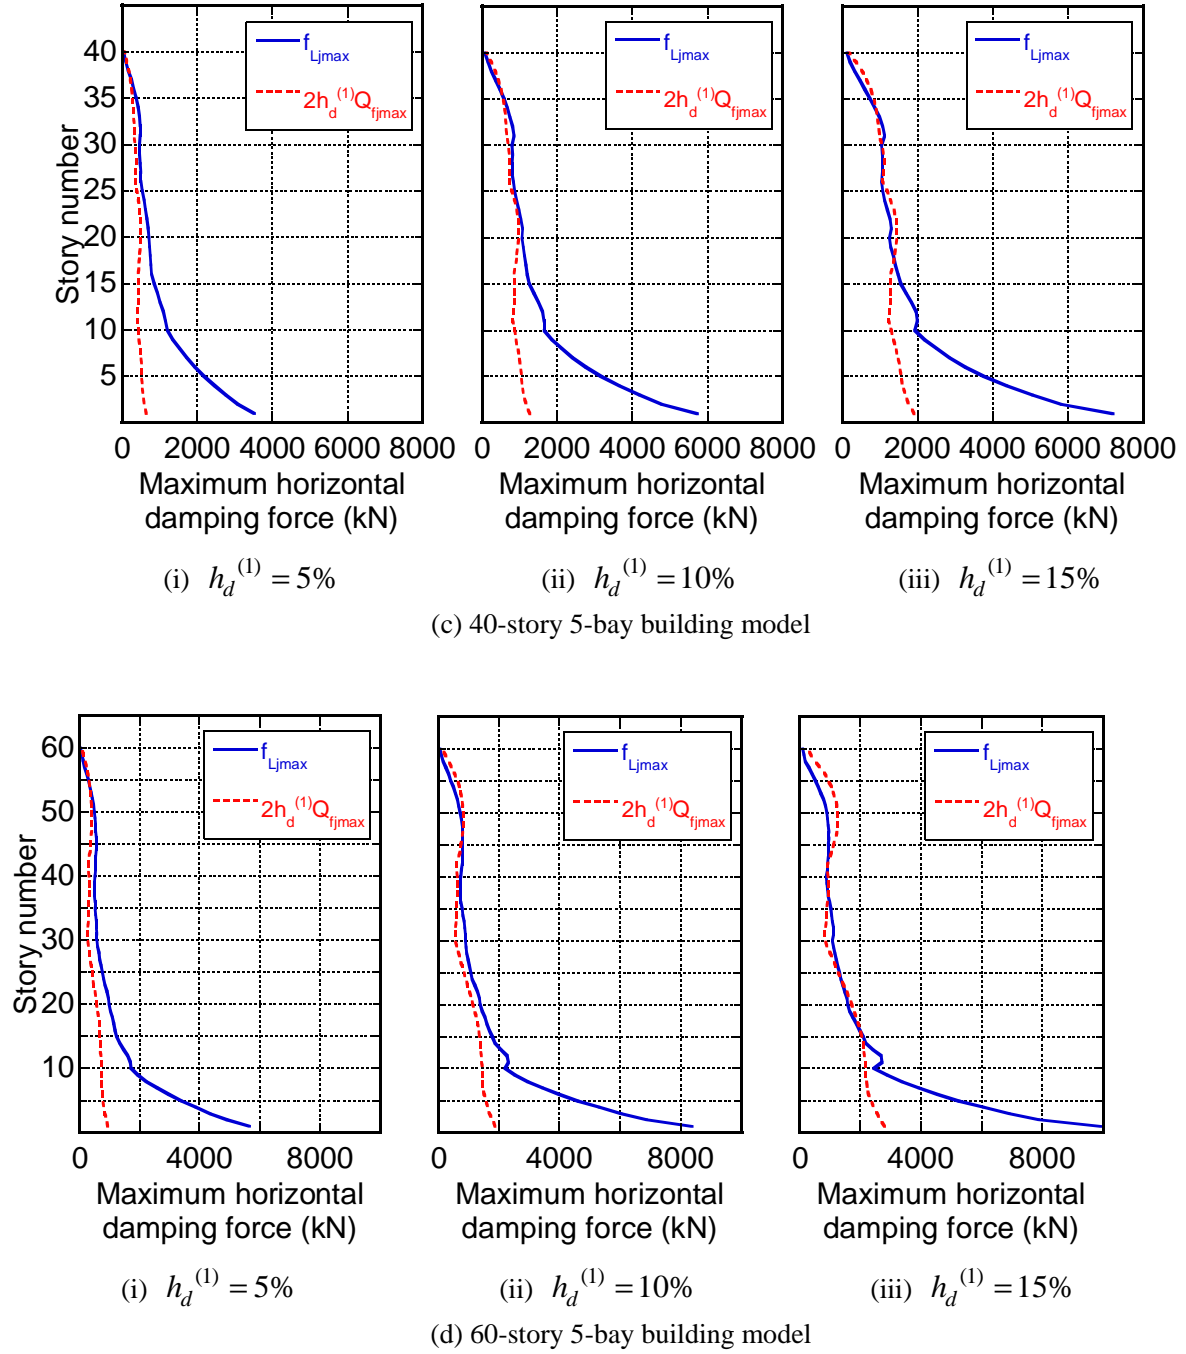 f_Ljmax
2h_d^(1)Q_fjmax
f_Ljmax
2h_d^(1)Q_fjmax
f_Ljmax
2h_d^(1)Q_fjmax
Story number
40
35
30
25
20
15
10
5
0 2000 4000 6000 8000
0 2000 4000 6000 8000
0 2000 4000 6000 8000
Maximum horizontal
damping force (kN)
Maximum horizontal
damping force (kN)
Maximum horizontal
damping force (kN)
(i) h_d^(1) = 5%
(ii) h_d^(1) = 10%
(iii) h_d^(1) = 15%
(c) 40-story 5-bay building model
f_Ljmax
2h_d^(1)Q_fjmax
f_Ljmax
2h_d^(1)Q_fjmax
f_Ljmax
2h_d^(1)Q_fjmax
Story number
60
50
40
30
20
10
0 4000 8000
0 4000 8000
0 4000 8000
Maximum horizontal
damping force (kN)
Maximum horizontal
damping force (kN)
Maximum horizontal
damping force (kN)
(i) h_d^(1) = 5%
(ii) h_d^(1) = 10%
(iii) h_d^(1) = 15%
(d) 60-story 5-bay building model